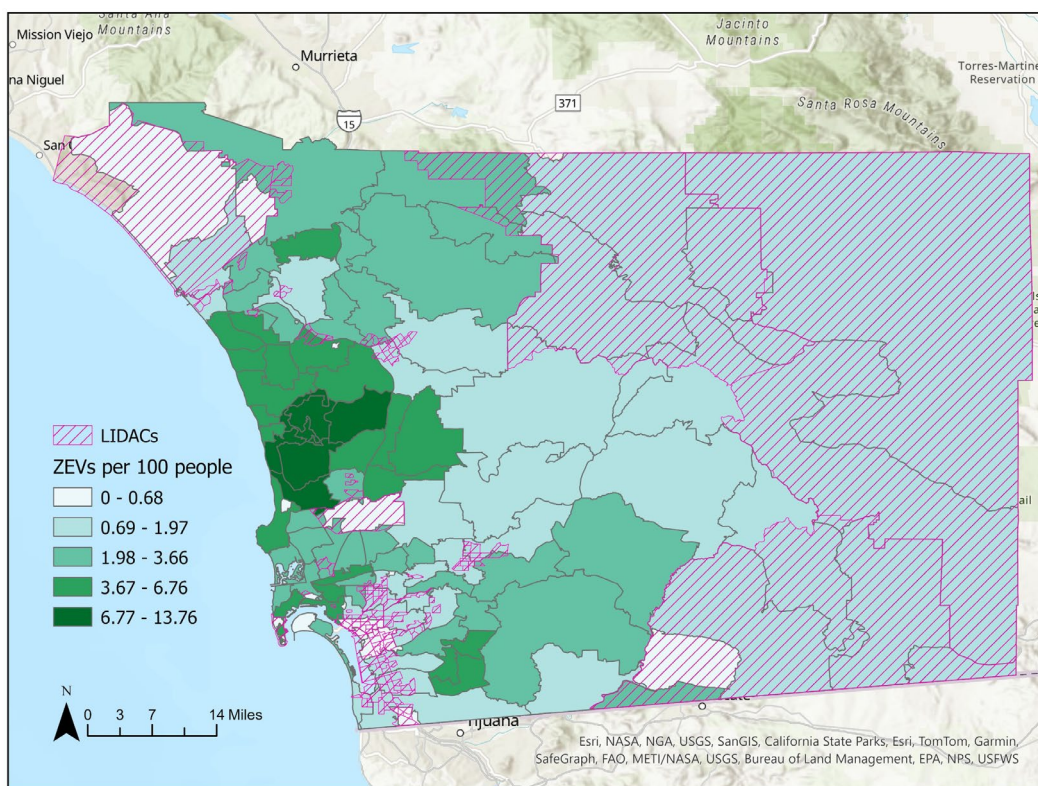 Santa Ana
Mountains
Mission Viejo
Jacinto
Mountains
Murrieta
na Niguel
Torres-Martine
Reservation
371
15
Santa Rosa Mountains
San
LIDACs
ZEVs per 100 people
0 - 0.68
0.69 - 1.97
1.98 - 3.66
3.67 - 6.76
6.77 - 13.76
ail
N
0 3 7 14 Miles
Tijuana
Esri, NASA, NGA, USGS, SanGIS, California State Parks, Esri, TomTom, Garmin,
SafeGraph, FAO, METI/NASA, USGS, Bureau of Land Management, EPA, NPS, USFWS